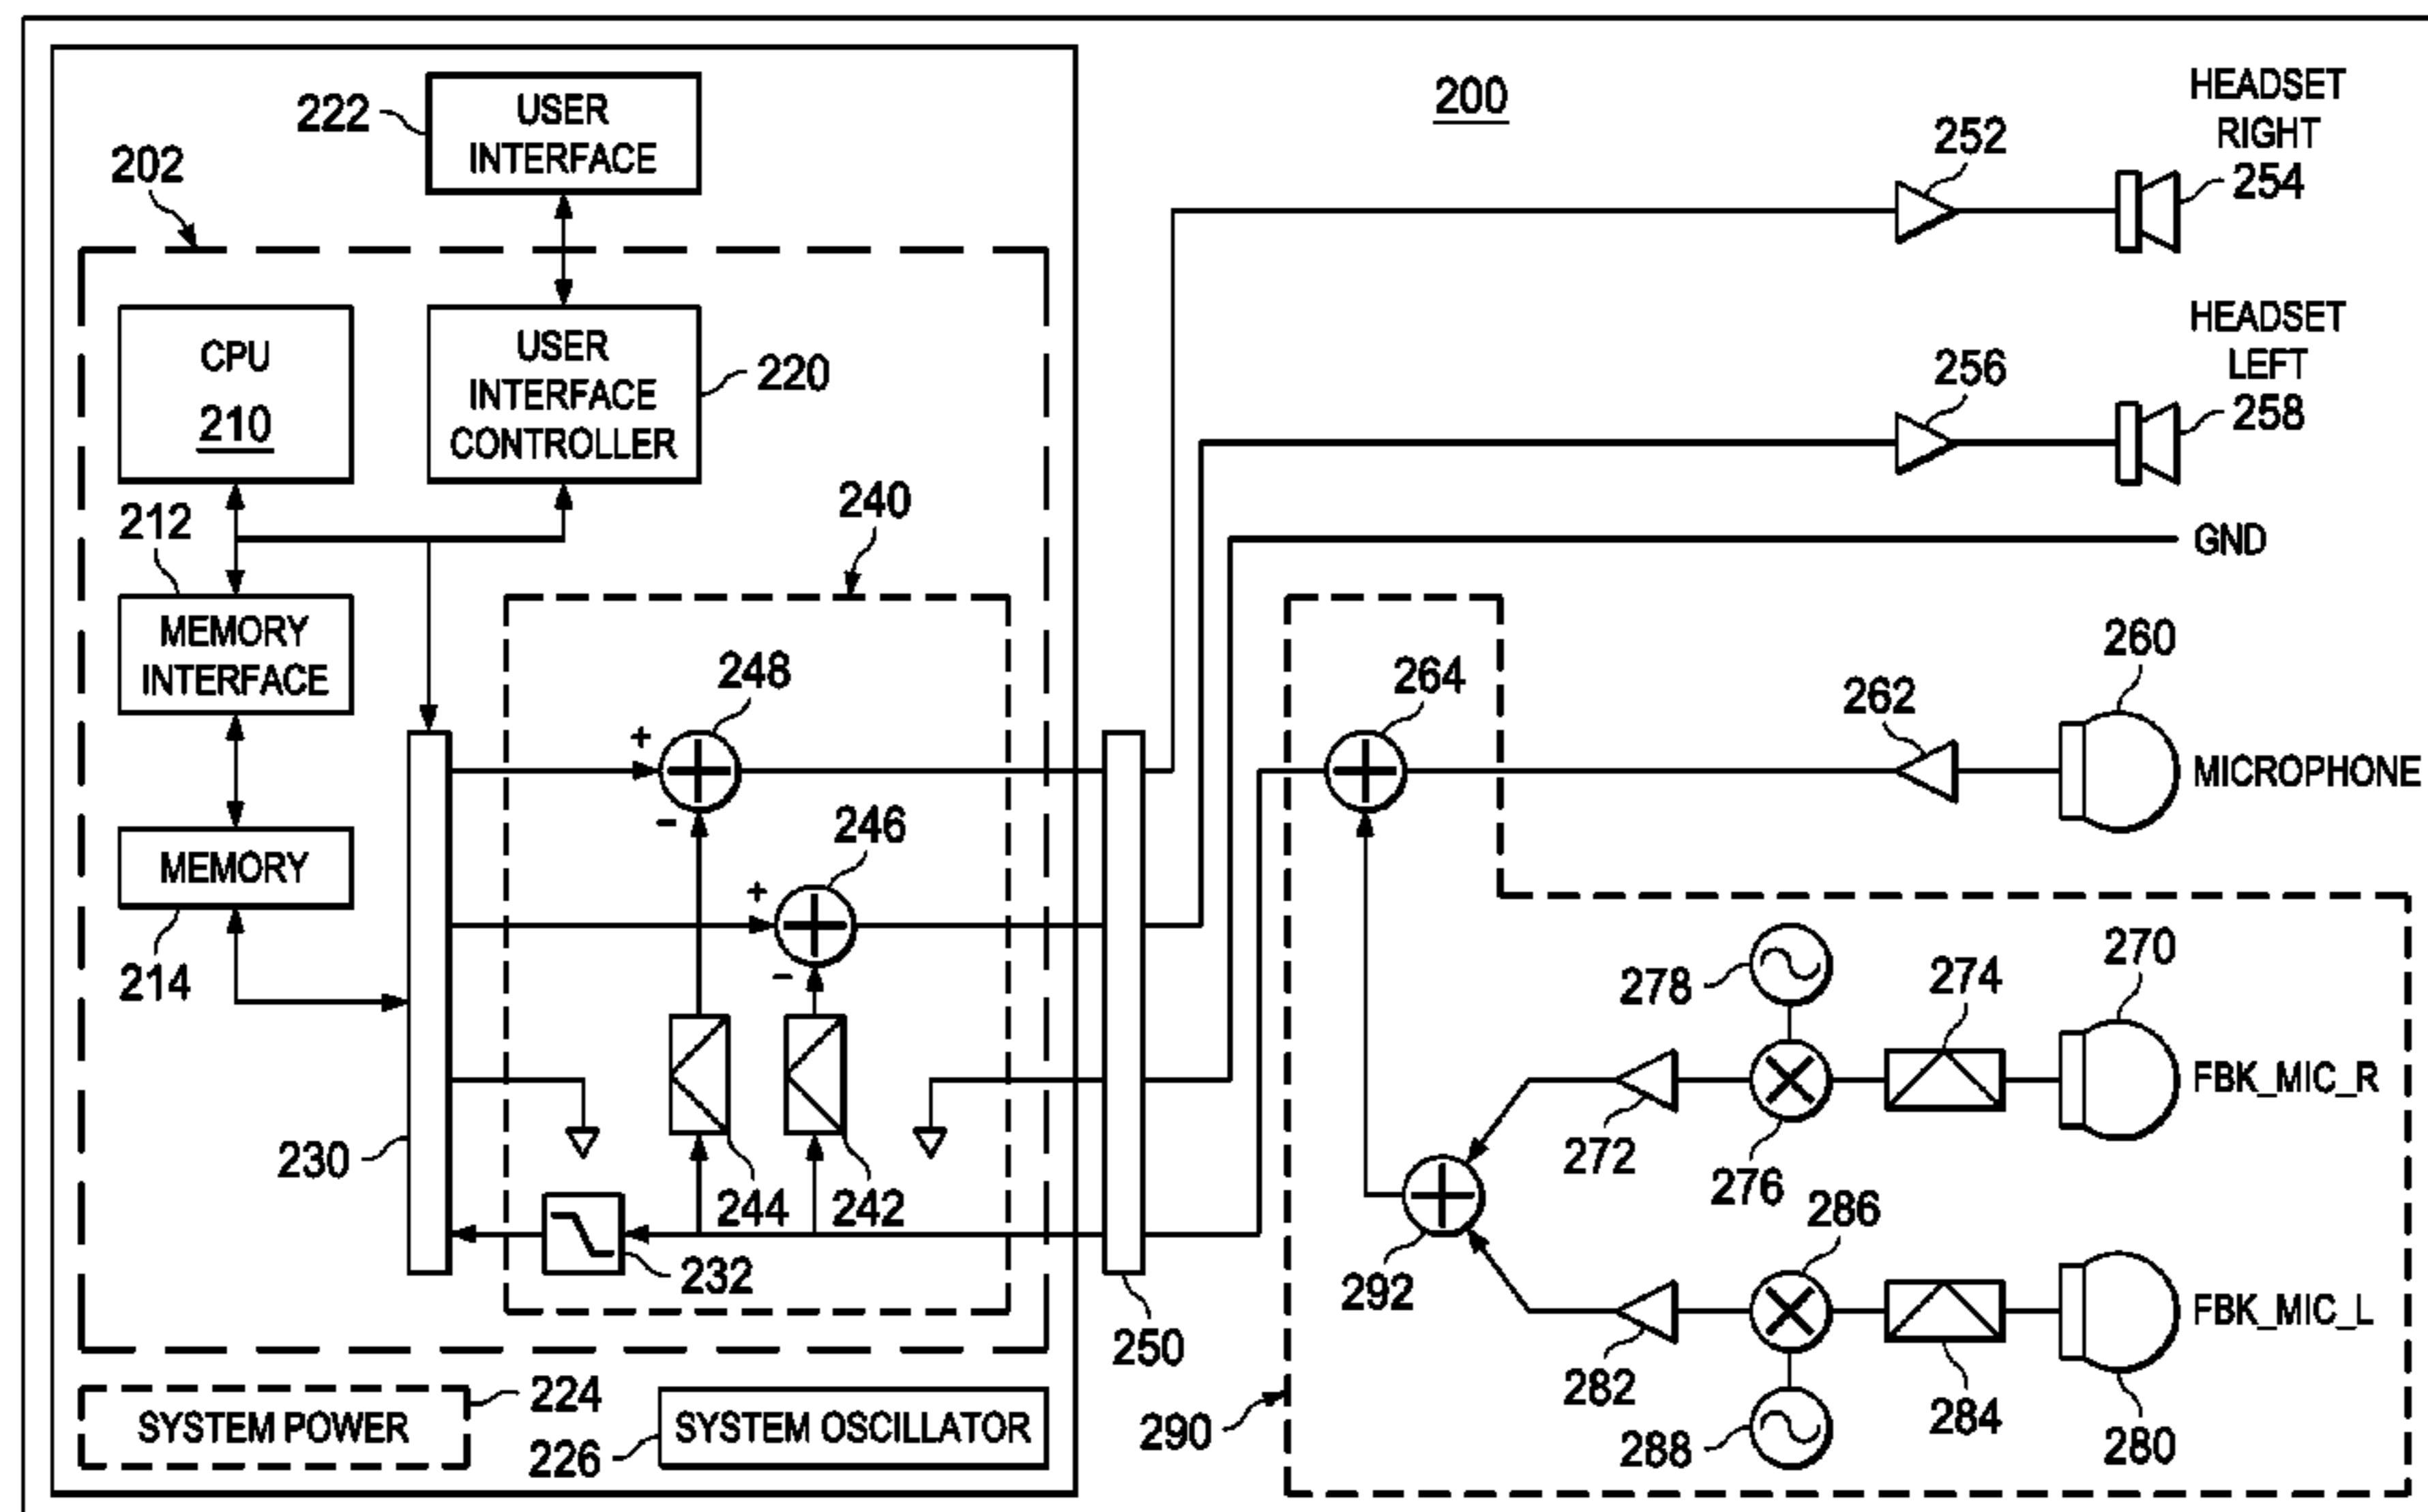 200
222
USER
INTERFACE
202
CPU
210
USER
INTERFACE
CONTROLLER
220
212
MEMORY
INTERFACE
MEMORY
214
240
248
+
-
246
+
-
230
244
242
232
SYSTEM POWER
224
226
SYSTEM OSCILLATOR
250
252
HEADSET
RIGHT
254
256
HEADSET
LEFT
258
GND
264
262
260
MICROPHONE
278
274
270
FBK_MIC_R
272
276
292
286
FBK_MIC_L
282
288
284
280
290